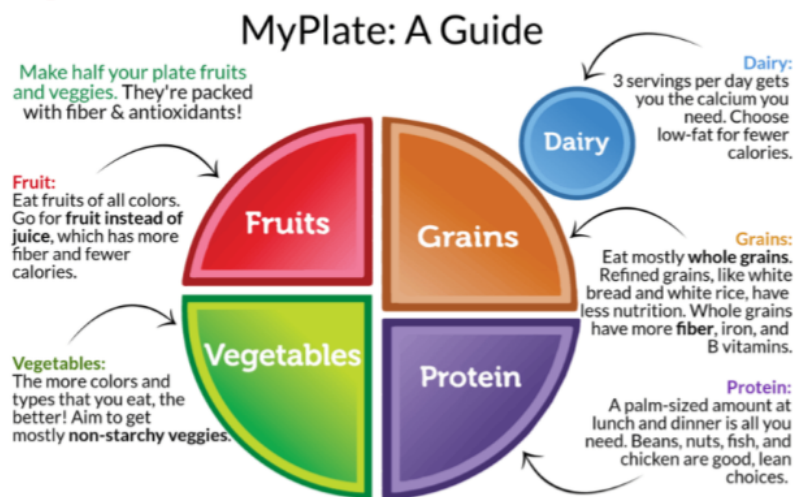 MyPlate: A Guide
Make half your plate fruits
and veggies. They're packed
with fiber & antioxidants!
Dairy:
3 servings per day gets
you the calcium you
need. Choose
low-fat for fewer
calories.
Dairy
Fruit:
Eat fruits of all colors.
Go for fruit instead of
juice, which has more
fiber and fewer
calories.
Fruits
Grains
Grains:
Eat mostly whole grains.
Refined grains, like white
bread and white rice, have
less nutrition. Whole grains
have more fiber, iron, and
B vitamins.
Vegetables:
The more colors and
types that you eat, the
better! Aim to get
mostly non-starchy veggies.
Vegetables
Protein
Protein:
A palm-sized amount at
lunch and dinner is all you
need. Beans, nuts, fish, and
chicken are good, lean
choices.